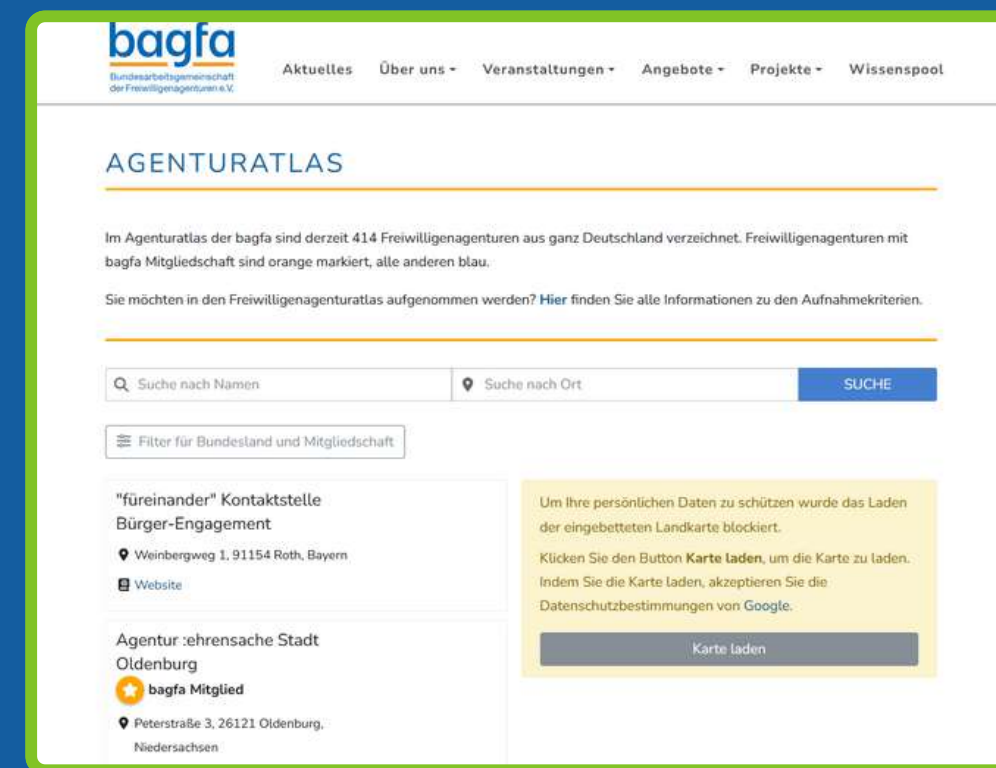 bagfa
Bundesarbeitsgemeinschaft
der Freiwilligenagenturen e.V.
Aktuelles Über uns Veranstaltungen Angebote Projekte Wissenspool
AGENTURATLAS
Im Agenturatlas der bagfa sind derzeit 414 Freiwilligenagenturen aus ganz Deutschland verzeichnet. Freiwilligenagenturen mit
bagfa Mitgliedschaft sind orange markiert, alle anderen blau.
Sie möchten in den Freiwilligenagenturatlas aufgenommen werden? Hier finden Sie alle Informationen zu den Aufnahmekriterien.
Suche nach Namen Suche nach Ort SUCHE
Filter für Bundesland und Mitgliedschaft
"füreinander" Kontaktstelle
Bürger-Engagement
Weinbergweg 1, 91154 Roth, Bayern
Website
Agentur :ehrensache Stadt
Oldenburg
bagfa Mitglied
Peterstraße 3, 26121 Oldenburg,
Niedersachsen
Um Ihre persönlichen Daten zu schützen wurde das Laden
der eingebetteten Landkarte blockiert.
Klicken Sie den Button Karte laden, um die Karte zu laden.
Indem Sie die Karte laden, akzeptieren Sie die
Datenschutzbestimmungen von Google.
Karte laden